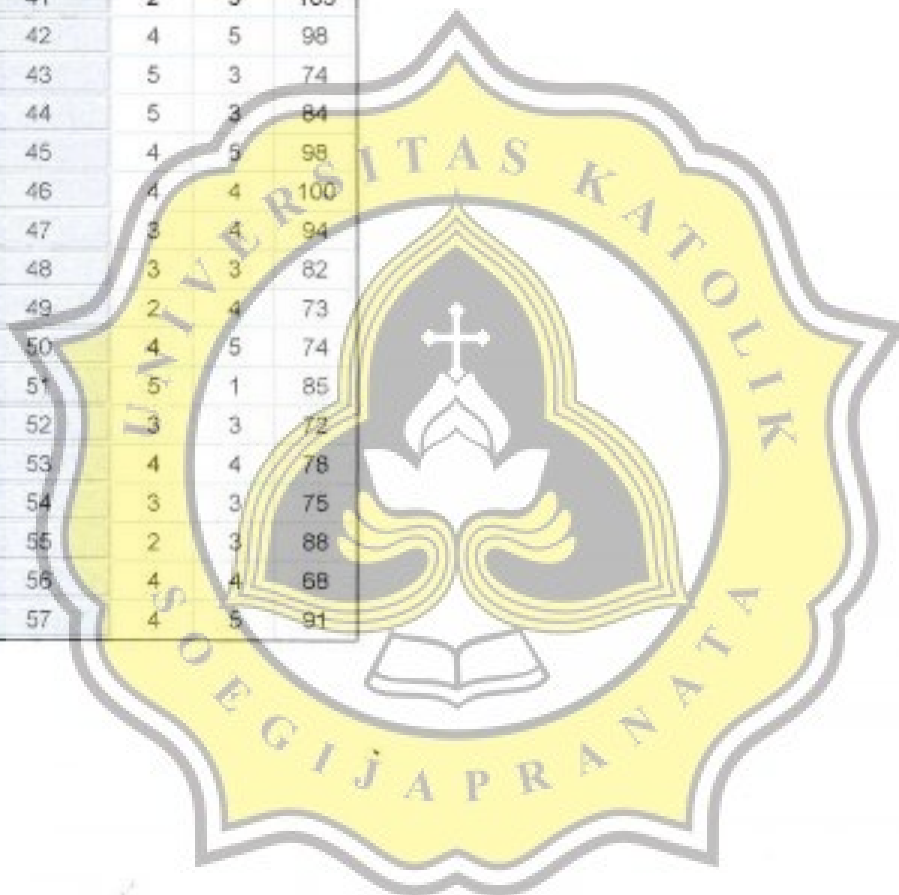 42 4 5 98
43 5 3 74
44 5 3 84
45 4 5 98
46 4 4 100
47 3 4 94
48 3 3 82
49 2 4 73
50 4 5 74
51 5 1 85
52 3 3 72
53 4 4 78
54 3 3 75
55 2 3 88
56 4 4 68
57 4 5 91
UNIVERSITAS KATOLIK
SOEGIJAPRANATA